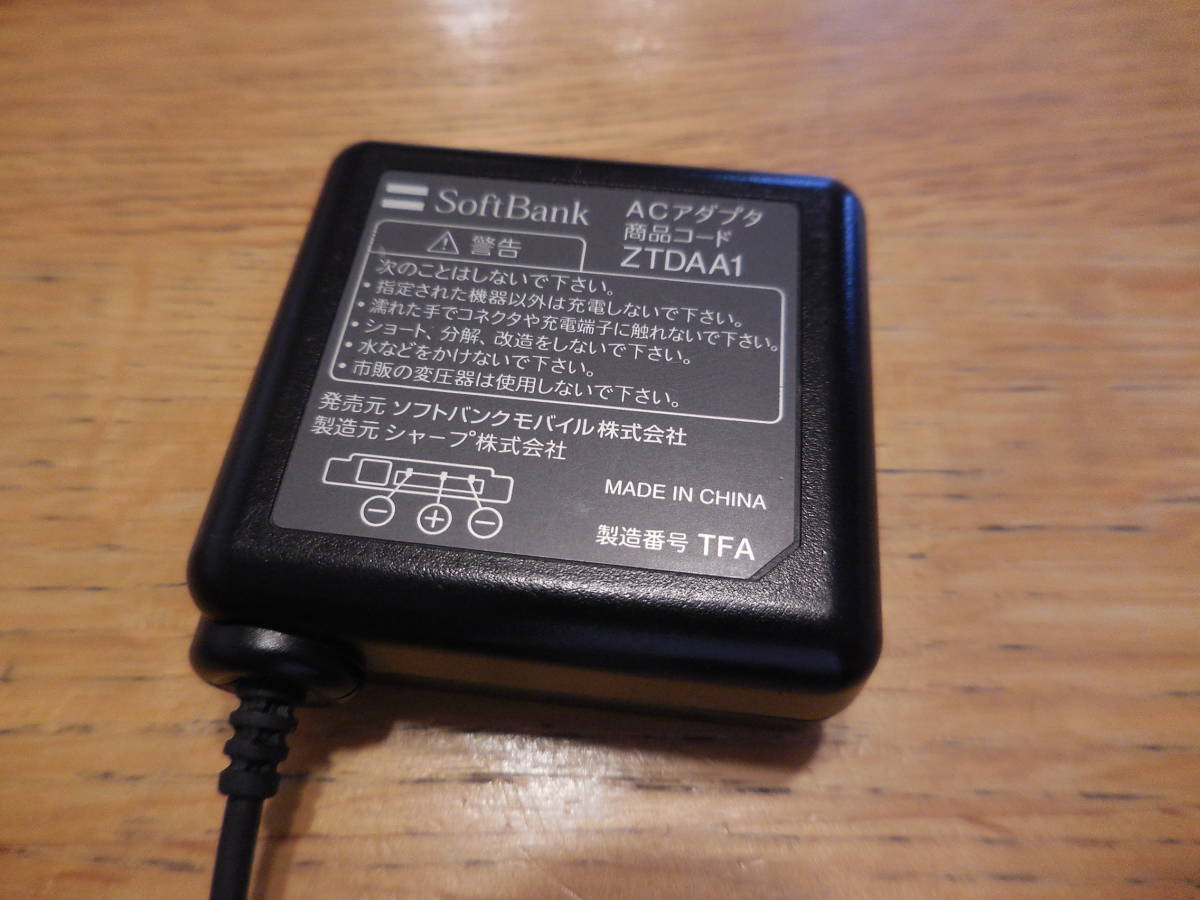 SoftBank
ACアダプタ
商品コード
ZTDAA1
警告
次のことはしないで下さい。
・指定された機器以外は充電しないで下さい。
・濡れた手でコネクタや充電端子に触れないで下さい。
・ショート、分解、改造をしないで下さい。
・水などをかけないで下さい。
・市販の変圧器は使用しないで下さい。
発売元 ソフトバンクモバイル株式会社
製造元 シャープ株式会社
MADE IN CHINA
製造番号 TFA